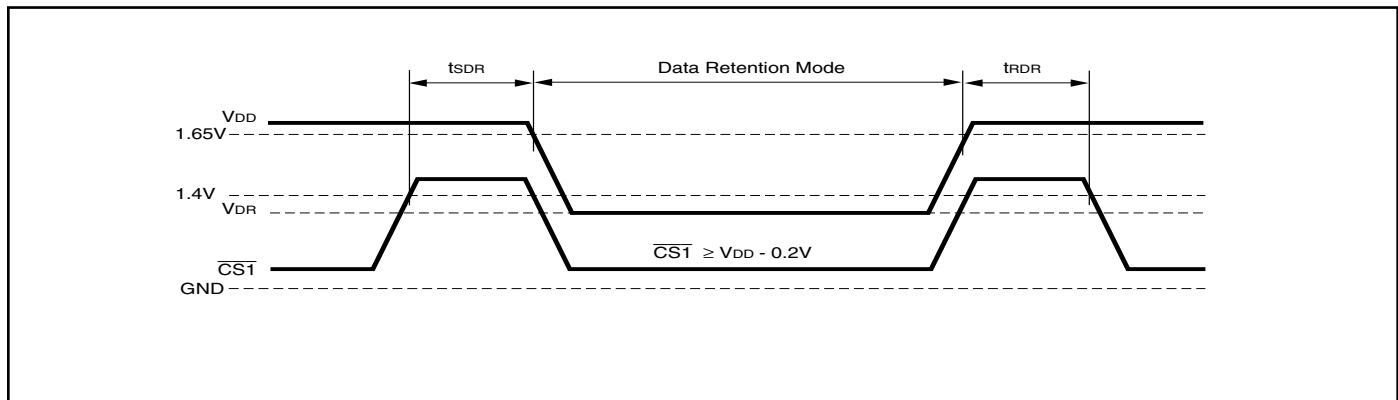 tSDR Data Retention Mode tRDR
VDD
1.65V
1.4V
VDR
CS1 ≥ VDD - 0.2V
CS1
GND